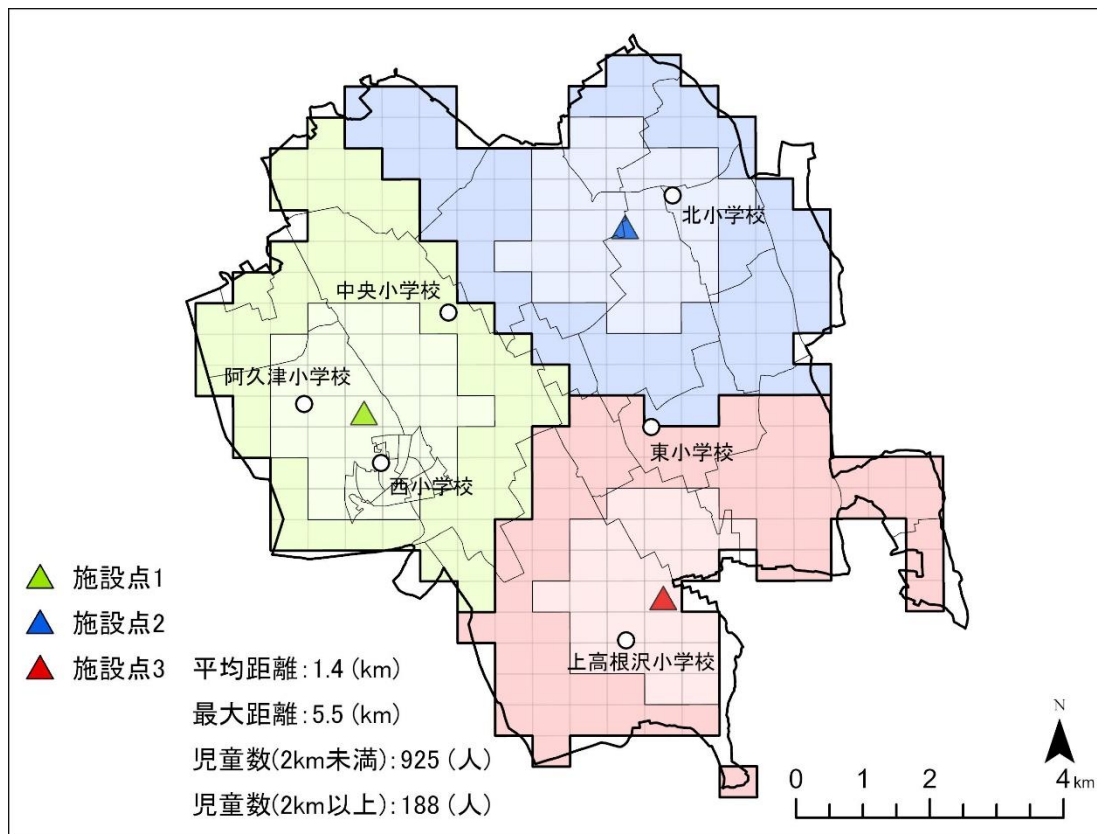 北小学校
中央小学校
阿久津小学校
東小学校
西小学校
上高根沢小学校
施設点1
施設点2
施設点3
平均距離:1.4 (km)
最大距離:5.5 (km)
児童数(2km未満):925 (人)
児童数(2km以上):188 (人)
N
0 1 2 4 km